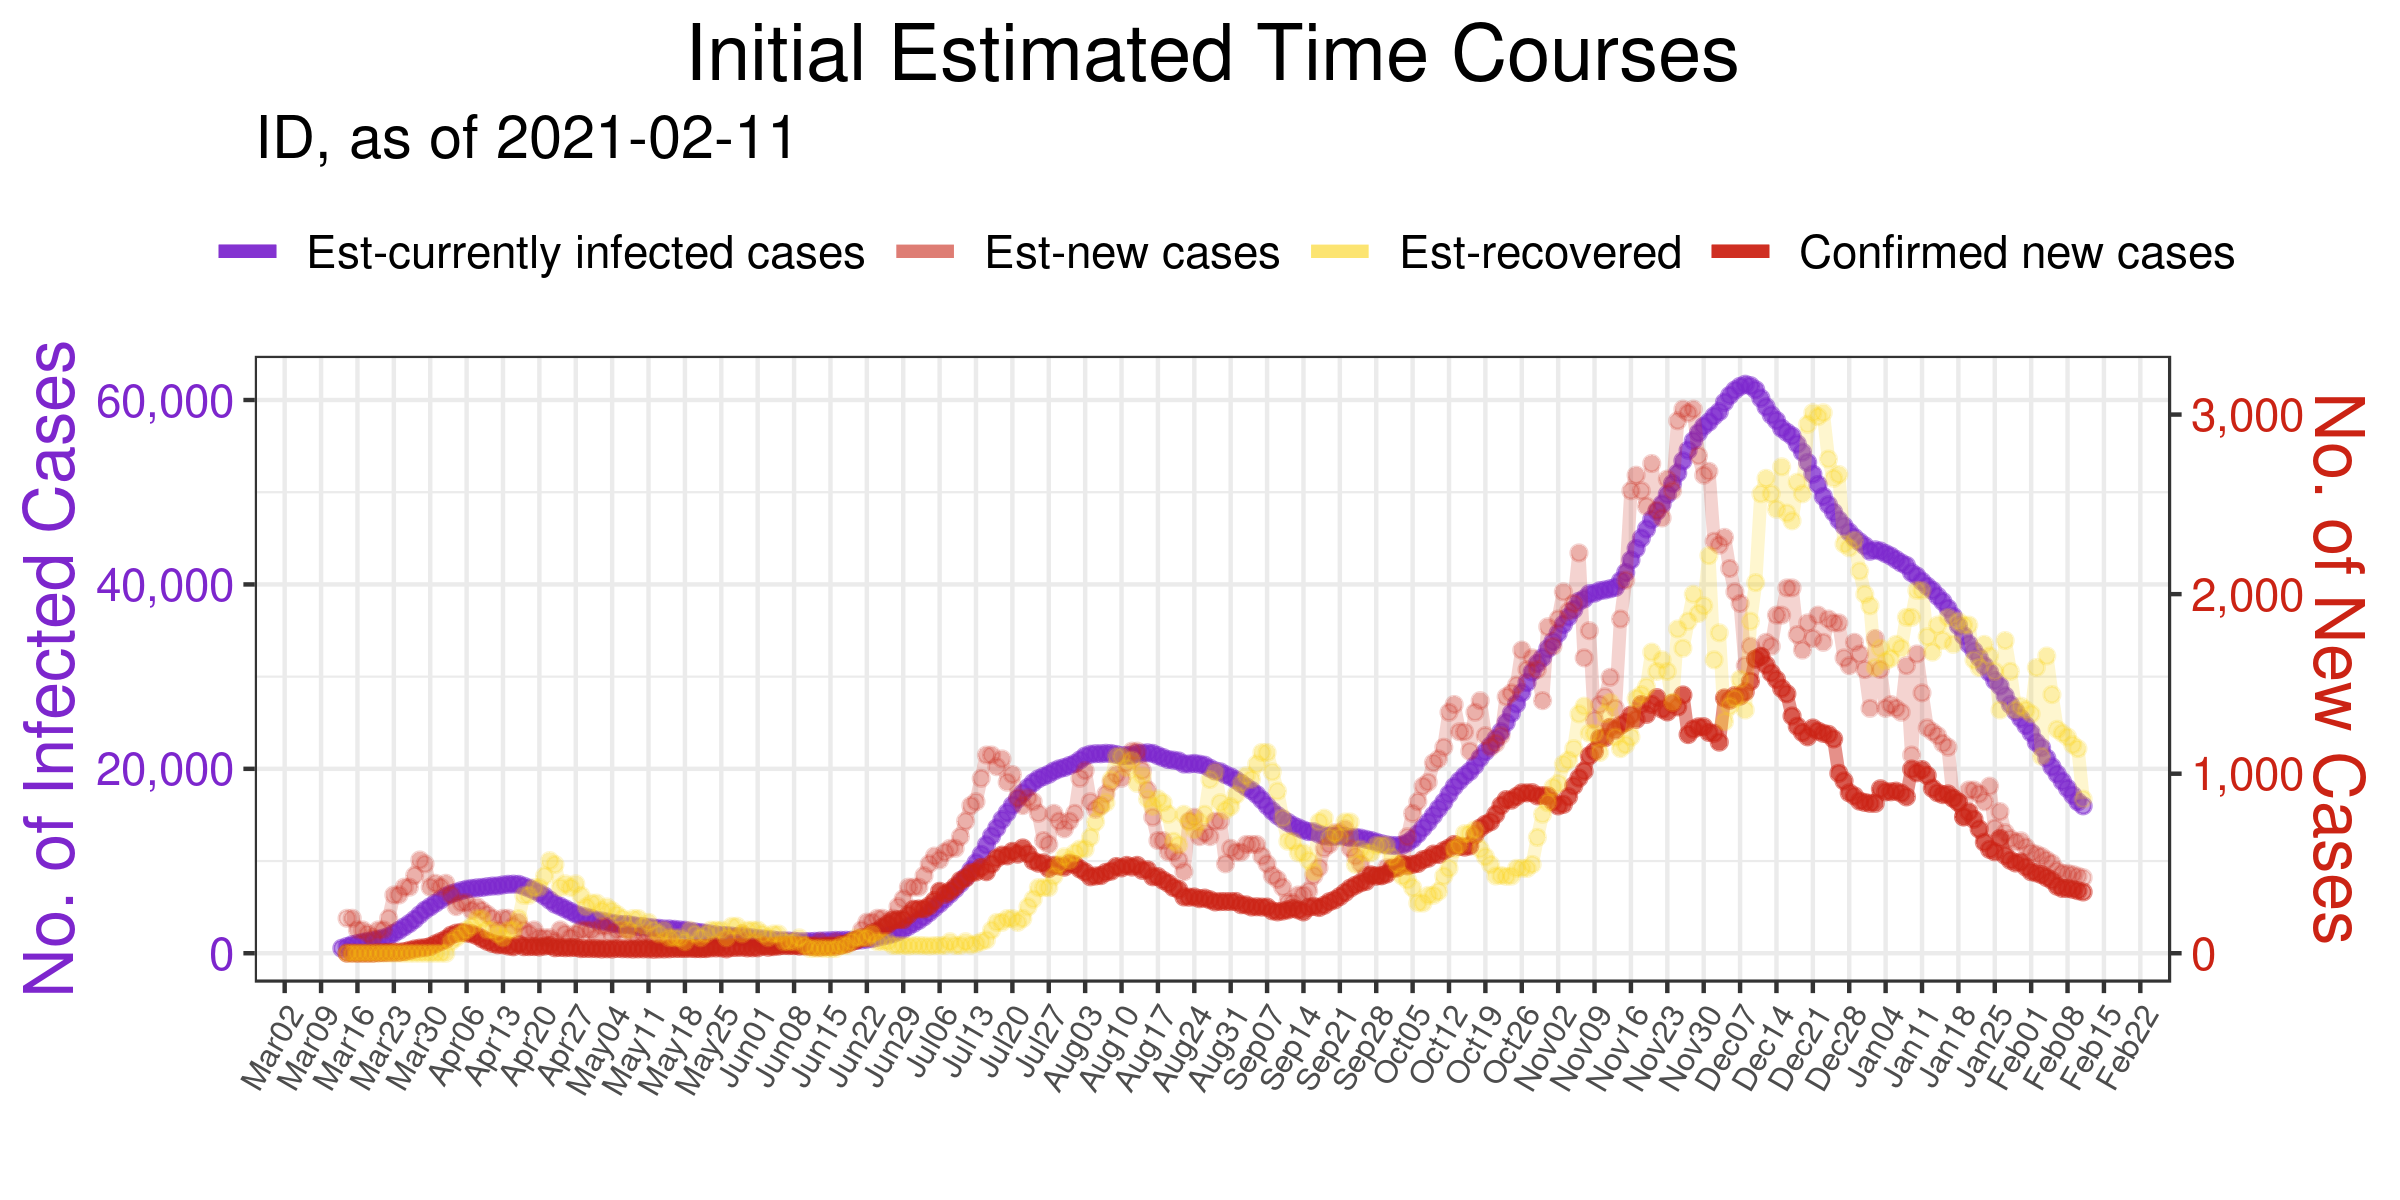 Initial Estimated Time Courses
ID, as of 2021-02-11
Est-currently infected cases Est-new cases Est-recovered Confirmed new cases
No. of Infected Cases
60,000
40,000
20,000
0
3,000
2,000
1,000
0
No. of New Cases
Mar02 Mar09 Mar16 Mar23 Mar30 Apr06 Apr13 Apr20 Apr27 May04 May11 May18 May25 Jun01 Jun08 Jun15 Jun22 Jun29 Jul06 Jul13 Jul20 Jul27 Aug03 Aug10 Aug17 Aug24 Aug31 Sep07 Sep14 Sep21 Sep28 Oct05 Oct12 Oct19 Oct26 Nov02 Nov09 Nov16 Nov23 Nov30 Dec07 Dec14 Dec21 Dec28 Jan04 Jan11 Jan18 Jan25 Feb01 Feb08 Feb15 Feb22